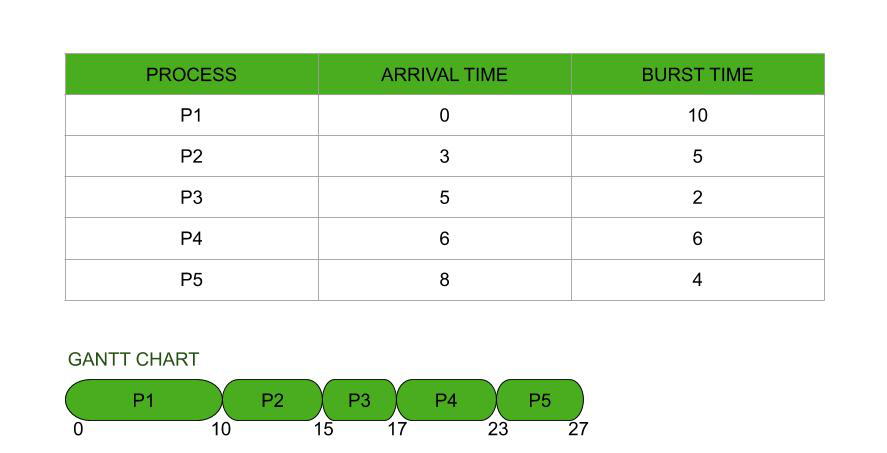 PROCESS ARRIVAL TIME BURST TIME
P1 0 10
P2 3 5
P3 5 2
P4 6 6
P5 8 4
GANTT CHART
P1 P2 P3 P4 P5
0 10 15 17 23 27